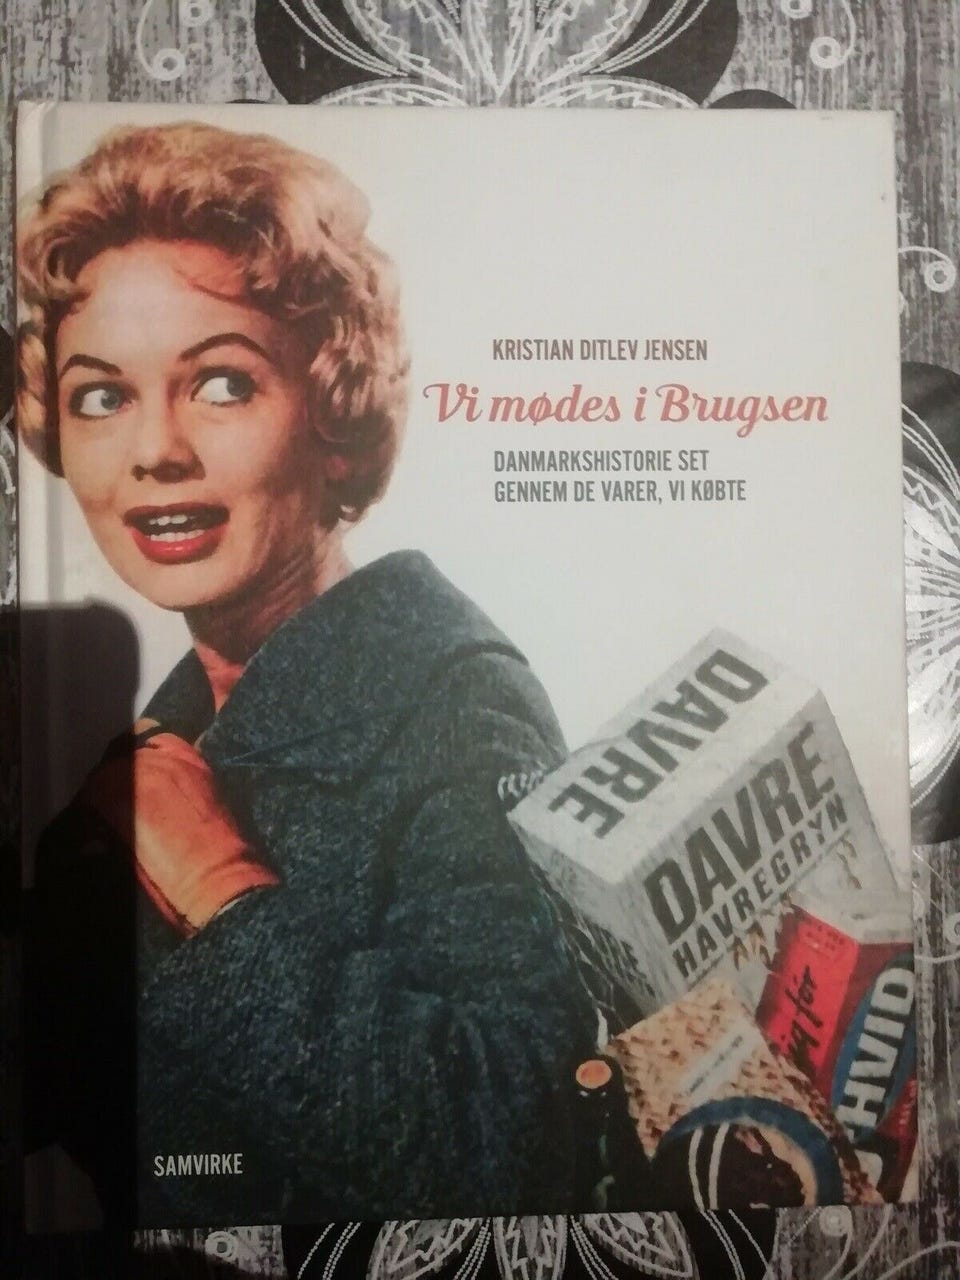 KRISTIAN DITLEV JENSEN
Vi mødes i Brugsen
DANMARKSHISTORIE SET
GENNEM DE VARER, VI KØBTE
DAVRE
DAVRE
HAVREGRYN
HVID
SAMVIRKE